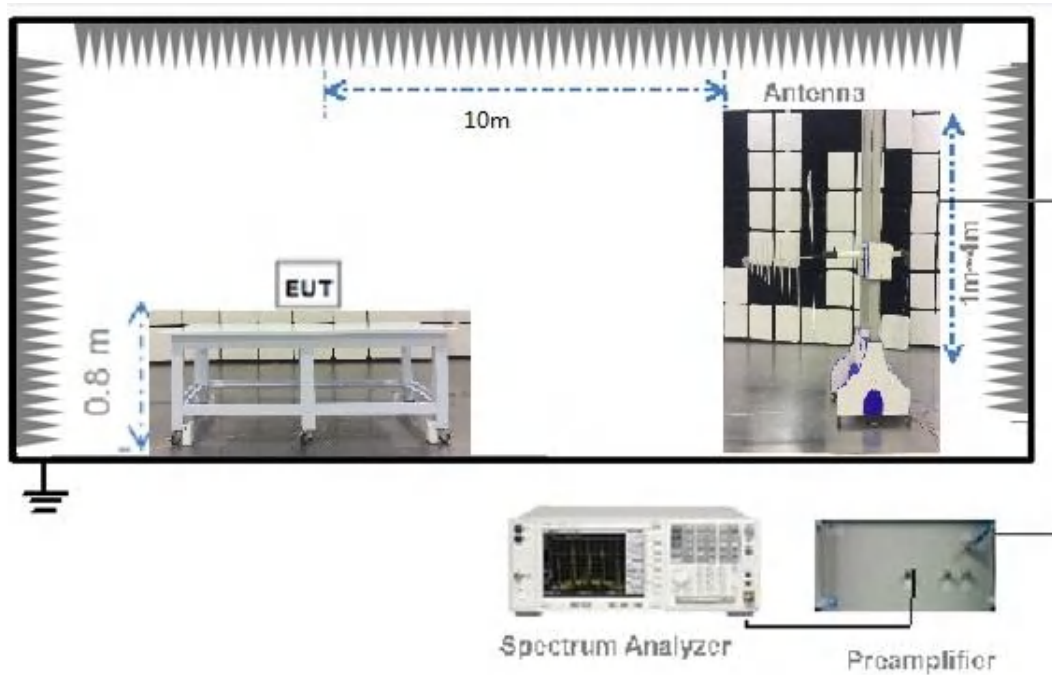 Antenna
10m
1m~4m
EUT
0.8 m
Spectrum Analyzer
Preamplifier